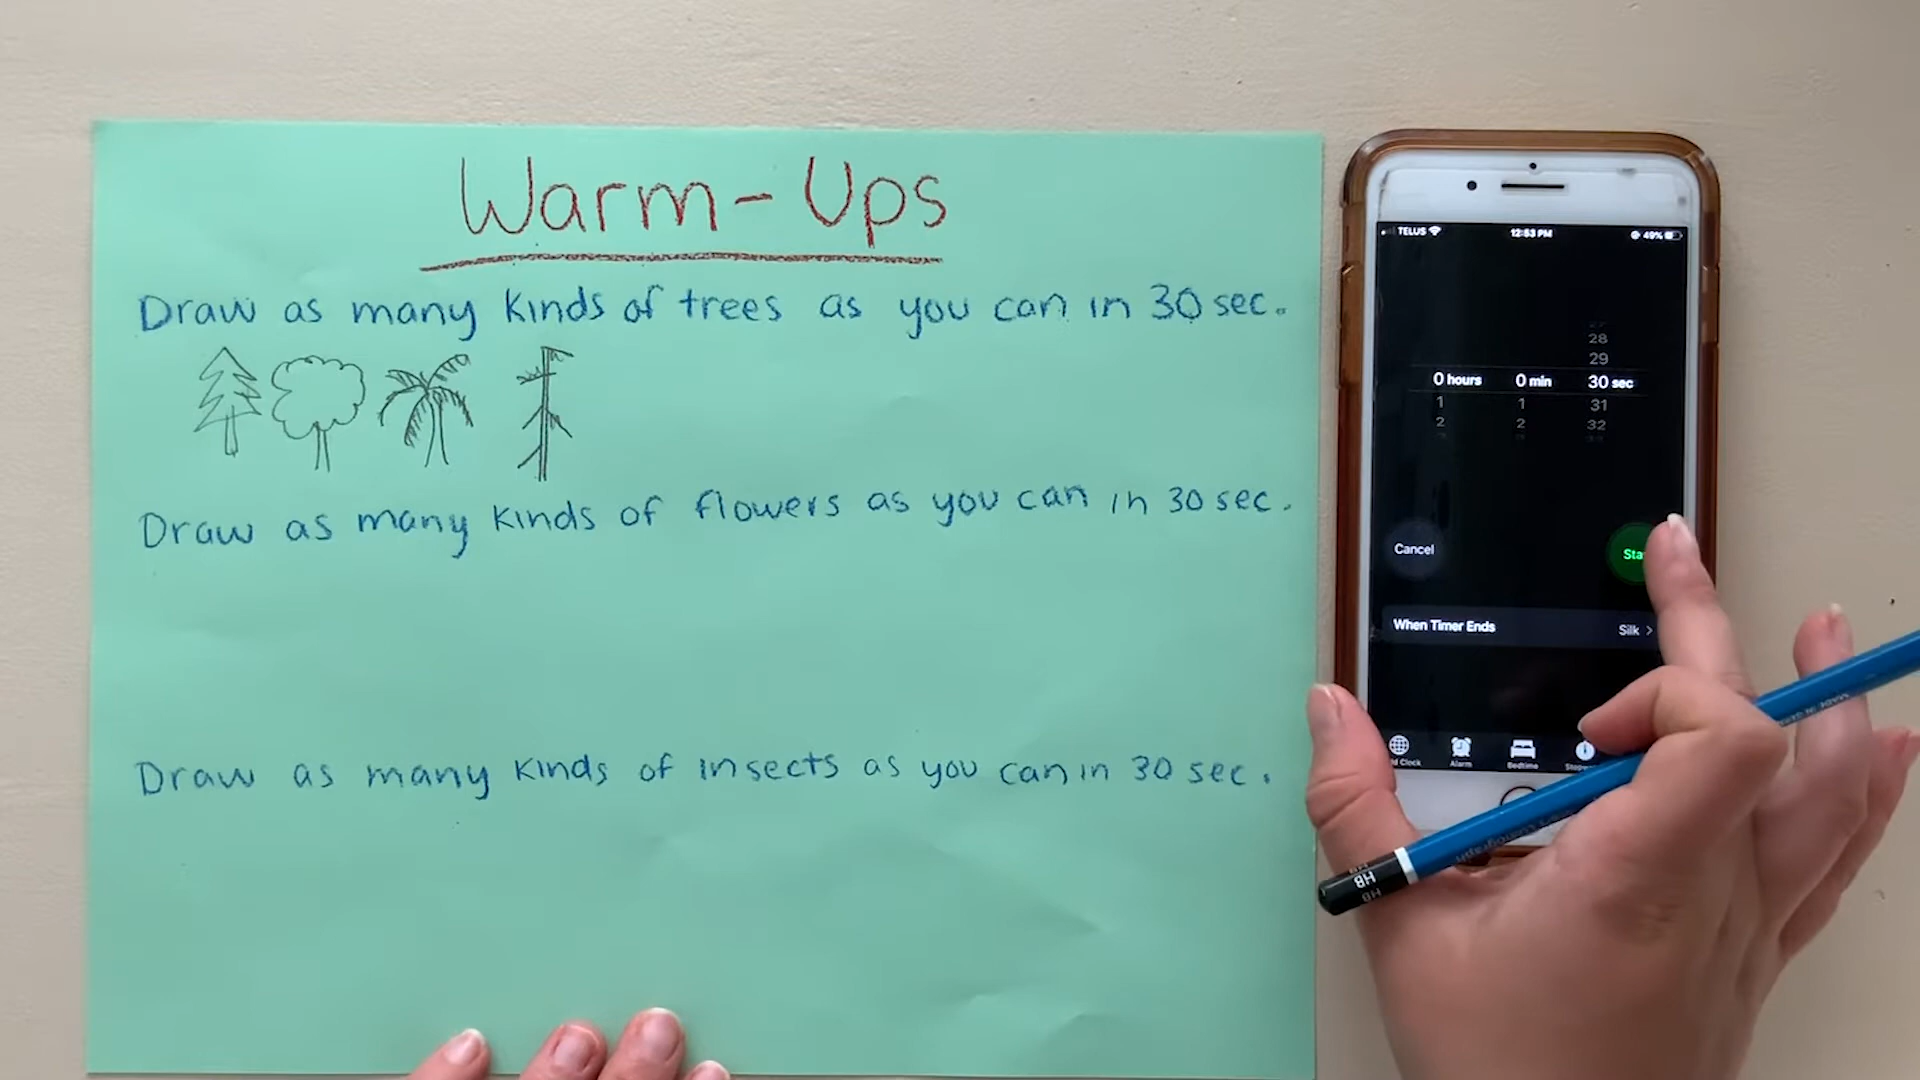 Warm-Ups
Draw as many kinds of trees as you can in 30 sec.
Draw as many kinds of flowers as you can in 30 sec.
Draw as many kinds of insects as you can in 30 sec.
TELUS 12:53 PM 49%
28
29
0 hours 0 min 30 sec
1 1 31
2 2 32
Cancel
When Timer Ends Silk >
Alarm Bedtime
HB